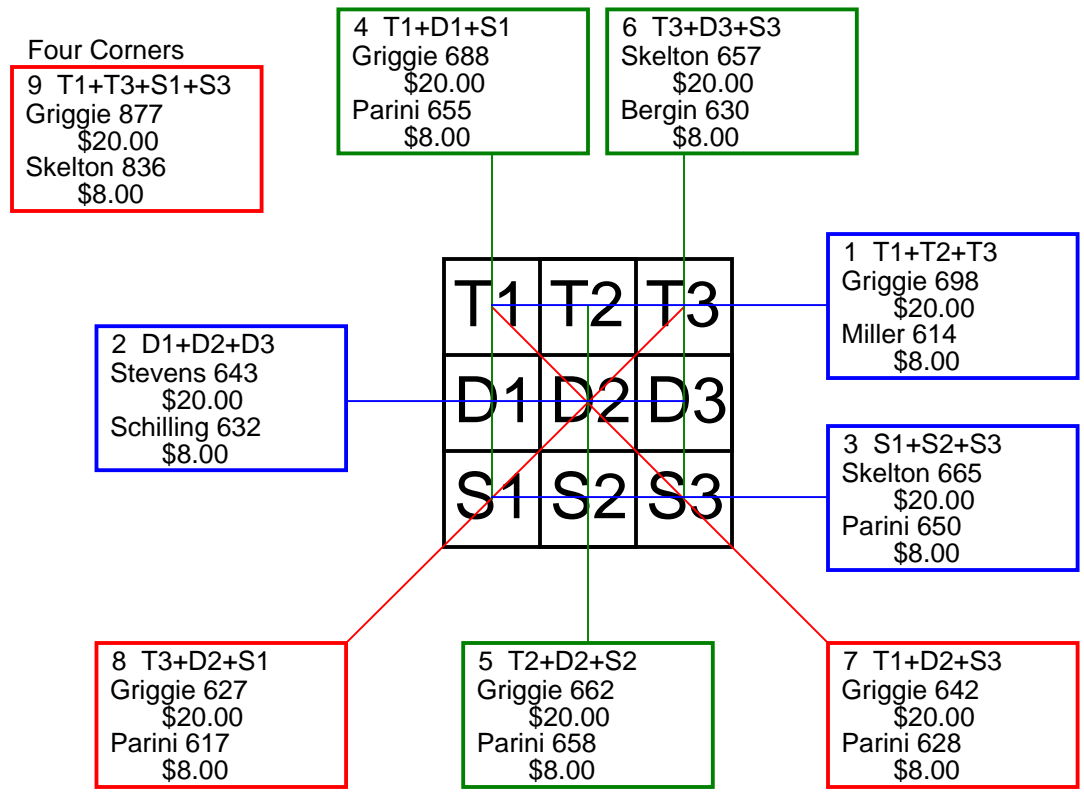 Four Corners
9 T1+T3+S1+S3
Griggie 877
$20.00
Skelton 836
$8.00
4 T1+D1+S1
Griggie 688
$20.00
Parini 655
$8.00
6 T3+D3+S3
Skelton 657
$20.00
Bergin 630
$8.00
1 T1+T2+T3
Griggie 698
$20.00
Miller 614
$8.00
T1 T2 T3
2 D1+D2+D3
Stevens 643
$20.00
Schilling 632
$8.00
D1 D2 D3
3 S1+S2+S3
Skelton 665
$20.00
Parini 650
$8.00
S1 S2 S3
8 T3+D2+S1
Griggie 627
$20.00
Parini 617
$8.00
5 T2+D2+S2
Griggie 662
$20.00
Parini 658
$8.00
7 T1+D2+S3
Griggie 642
$20.00
Parini 628
$8.00